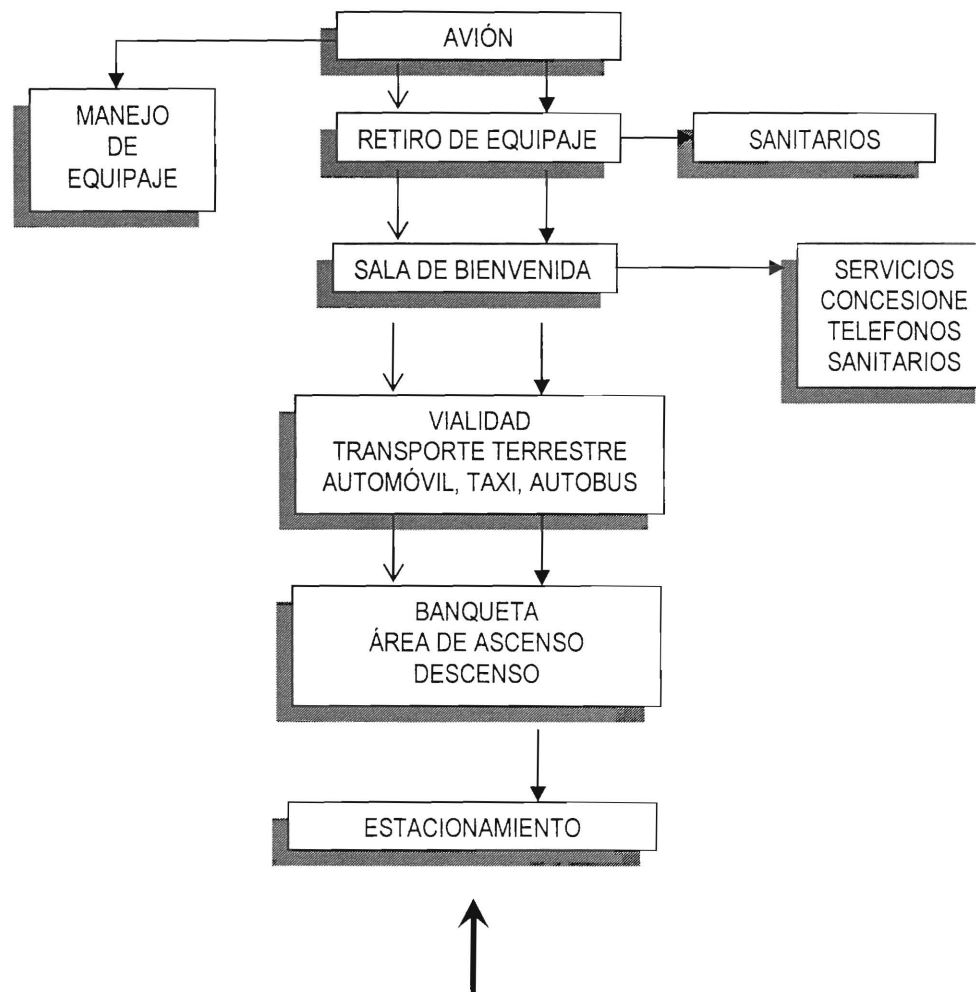 AVIÓN
MANEJO
DE
EQUIPAJE
RETIRO DE EQUIPAJE
SANITARIOS
SALA DE BIENVENIDA
SERVICIOS
CONCESIONE
TELEFONOS
SANITARIOS
VIALIDAD
TRANSPORTE TERRESTRE
AUTOMÓVIL, TAXI, AUTOBUS
BANQUETA
ÁREA DE ASCENSO
DESCENSO
ESTACIONAMIENTO